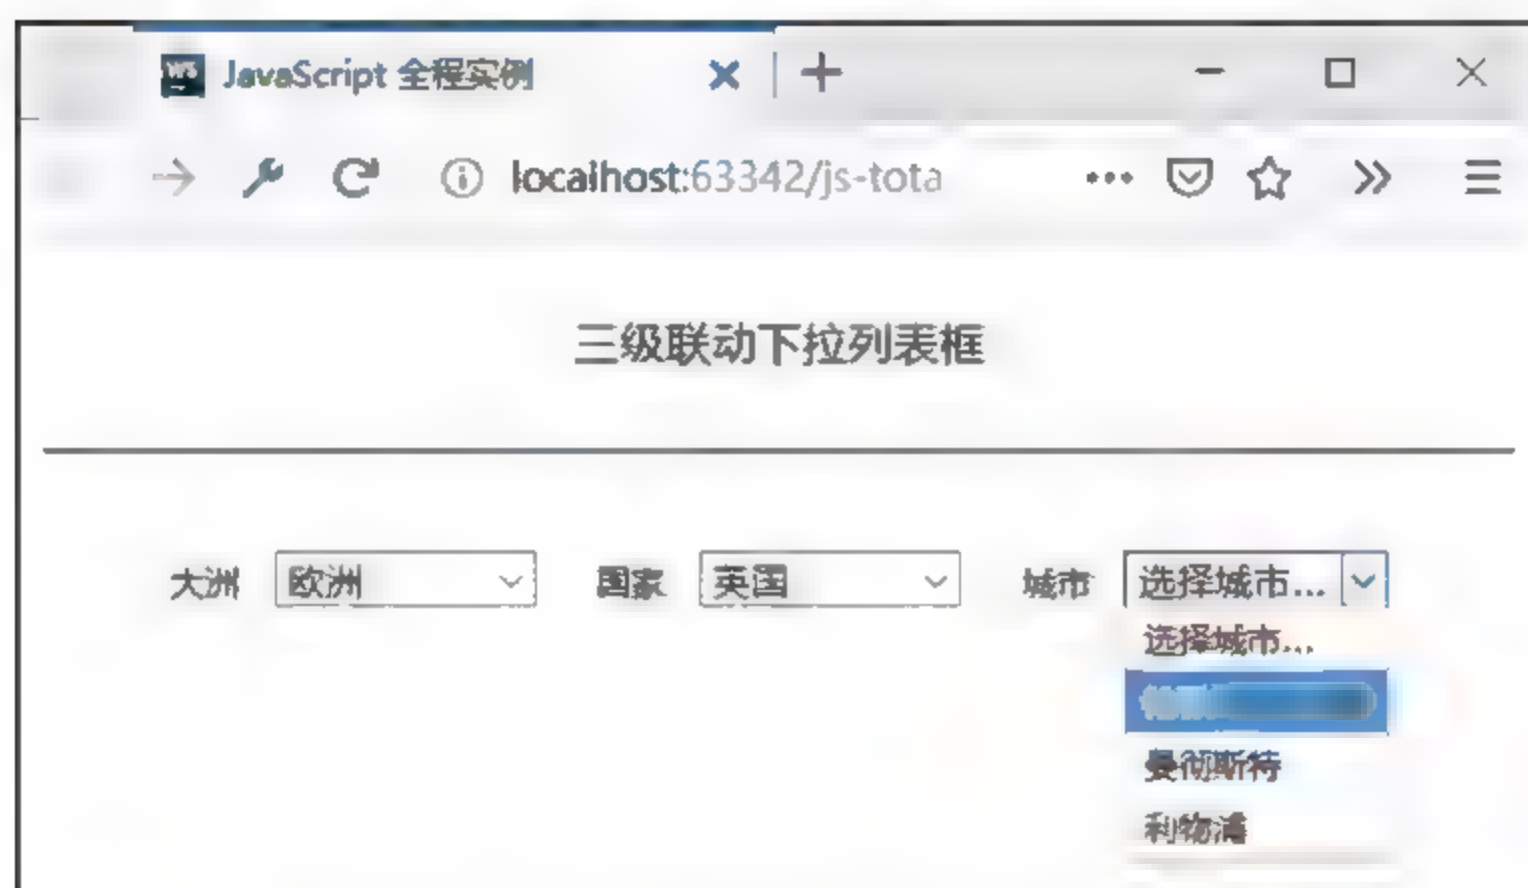 JavaScript 全程实例
localhost:63342/js-tota
三级联动下拉列表框
大洲 欧洲 国家 英国 城市 选择城市...
选择城市...
曼彻斯特
利物浦